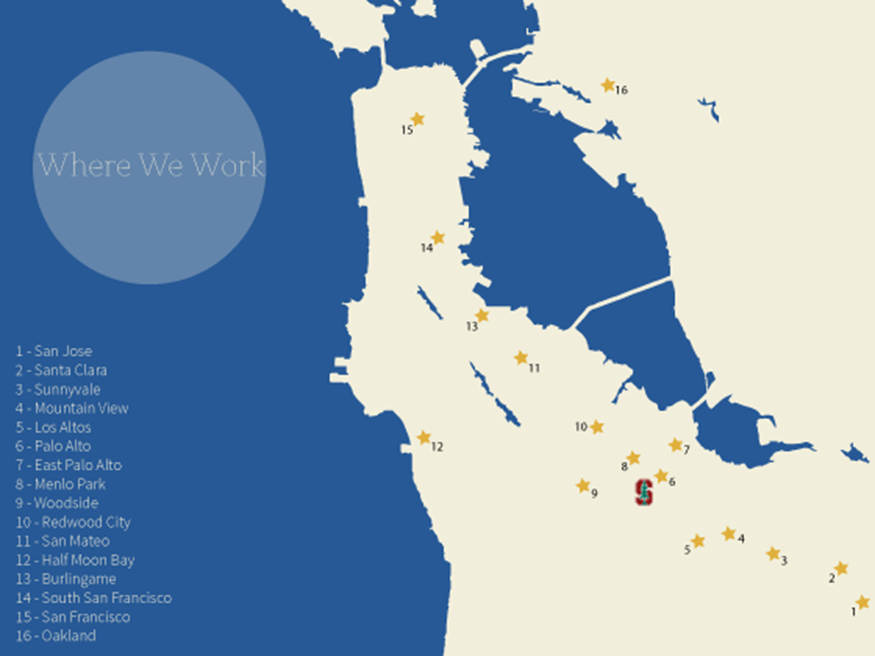 16
15
Where We Work
14
13
11
1 - San Jose
2 - Santa Clara
3 - Sunnyvale
4 - Mountain View
5 - Los Altos
6 - Palo Alto
7 - East Palo Alto
8 - Menlo Park
9 - Woodside
10 - Redwood City
11 - San Mateo
12 - Half Moon Bay
13 - Burlingame
14 - South San Francisco
15 - San Francisco
16 - Oakland
10
12
7
8
6
9
S
4
5
3
2
1